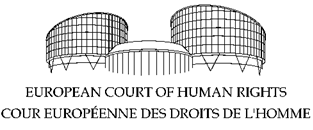 EUROPEAN COURT OF HUMAN RIGHTS
COUR EUROPÉENNE DES DROITS DE L'HOMME